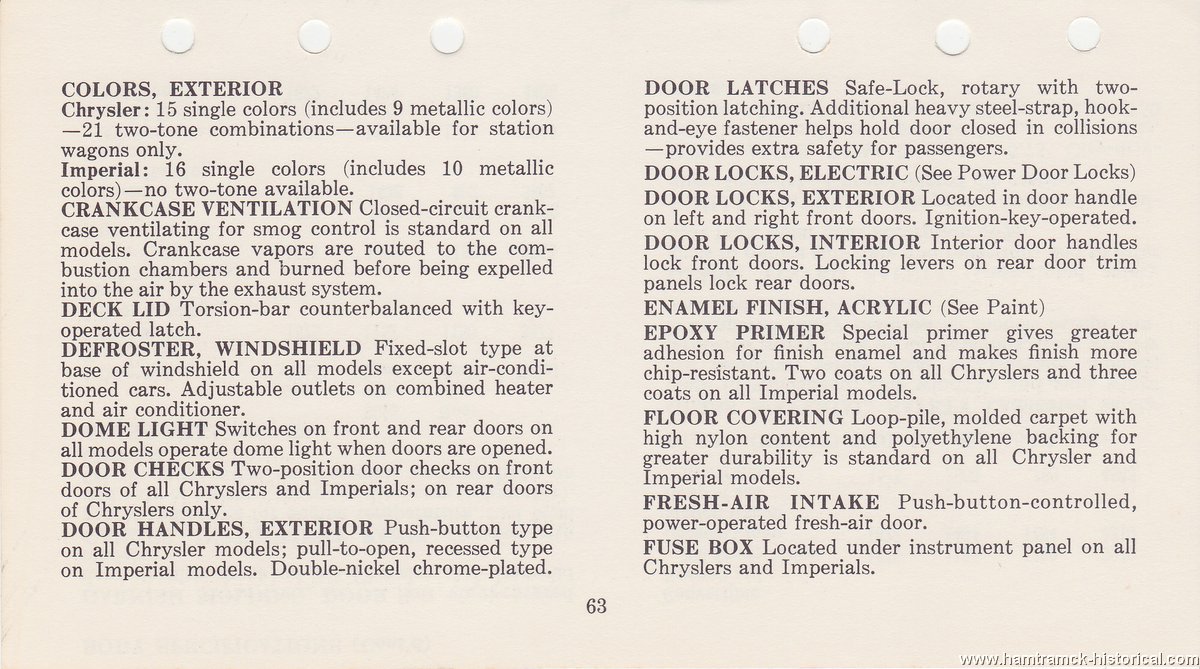 COLORS, EXTERIOR
Chrysler: 15 single colors (includes 9 metallic colors)
—21 two-tone combinations—available for station
wagons only.
Imperial: 16 single colors (includes 10 metallic
colors)—no two-tone available.
CRANKCASE VENTILATION Closed-circuit crank-
case ventilating for smog control is standard on all
models. Crankcase vapors are routed to the com-
bustion chambers and burned before being expelled
into the air by the exhaust system.
DECK LID Torsion-bar counterbalanced with key-
operated latch.
DEFROSTER, WINDSHIELD Fixed-slot type at
base of windshield on all models except air-condi-
tioned cars. Adjustable outlets on combined heater
and air conditioner.
DOME LIGHT Switches on front and rear doors on
all models operate dome light when doors are opened.
DOOR CHECKS Two-position door checks on front
doors of all Chryslers and Imperials; on rear doors
of Chryslers only.
DOOR HANDLES, EXTERIOR Push-button type
on all Chrysler models; pull-to-open, recessed type
on Imperial models. Double-nickel chrome-plated.
DOOR LATCHES Safe-Lock, rotary with two-
position latching. Additional heavy steel-strap, hook-
and-eye fastener helps hold door closed in collisions
—provides extra safety for passengers.
DOOR LOCKS, ELECTRIC (See Power Door Locks)
DOOR LOCKS, EXTERIOR Located in door handle
on left and right front doors. Ignition-key-operated.
DOOR LOCKS, INTERIOR Interior door handles
lock front doors. Locking levers on rear door trim
panels lock rear doors.
ENAMEL FINISH, ACRYLIC (See Paint)
EPOXY PRIMER Special primer gives greater
adhesion for finish enamel and makes finish more
chip-resistant. Two coats on all Chryslers and three
coats on all Imperial models.
FLOOR COVERING Loop-pile, molded carpet with
high nylon content and polyethylene backing for
greater durability is standard on all Chrysler and
Imperial models.
FRESH-AIR INTAKE Push-button-controlled,
power-operated fresh-air door.
FUSE BOX Located under instrument panel on all
Chryslers and Imperials.
63
www.hamtramck-historical.com